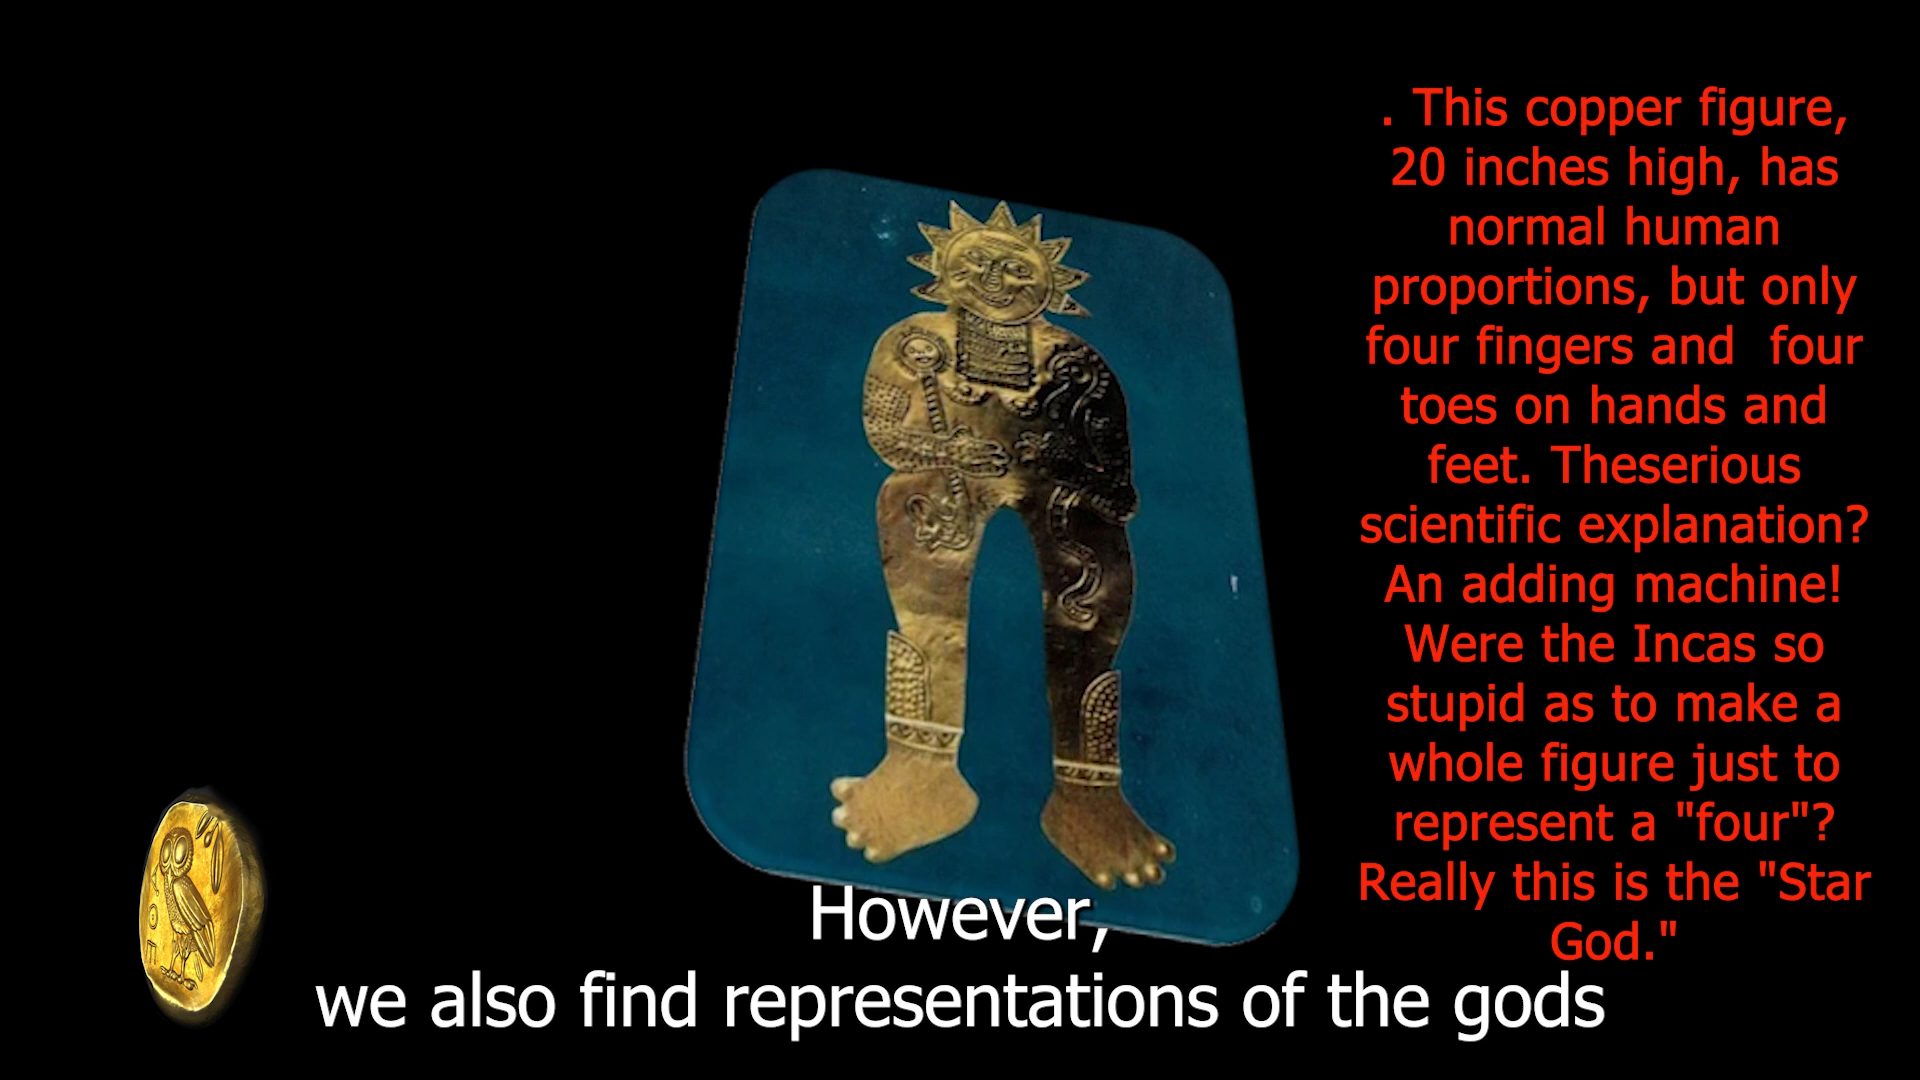 . This copper figure,
20 inches high, has
normal human
proportions, but only
four fingers and  four
toes on hands and
feet. Theserious
scientific explanation?
An adding machine!
Were the Incas so
stupid as to make a
whole figure just to
represent a "four"?
Really this is the "Star
God."
However,
we also find representations of the gods